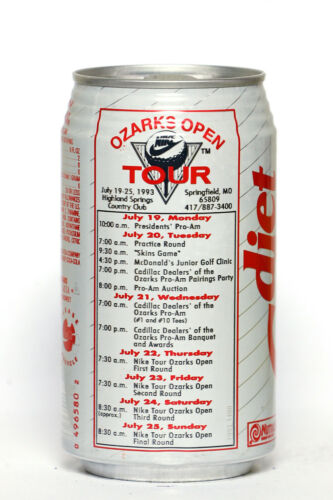 OZARKS OPEN
NIKE
TOUR™
July 19-25, 1993
Highland Springs
Country Club
Springfield, MO
65809
417/887-3400
July 19, Monday
10:00 a.m. Presidents' Pro-Am
July 20, Tuesday
7:00 a.m. Practice Round
9:30 a.m. "Skins Game"
4:30 p.m. McDonald's Junior Golf Clinic
7:00 p.m. Cadillac Dealers' of the
Ozarks Pro-Am Pairings Party
8:00 p.m. Pro-Am Auction
July 21, Wednesday
7:00 a.m. Cadillac Dealers' of the
Ozarks Pro-Am
(#1 and #10 Tees)
7:00 p.m. Cadillac Dealers' of the
Ozarks Pro-Am Banquet
and Awards
July 22, Thursday
7:30 a.m. Nike Tour Ozarks Open
First Round
July 23, Friday
7:30 a.m. Nike Tour Ozarks Open
Second Round
July 24, Saturday
8:30 a.m. Nike Tour Ozarks Open
(approx.) Third Round
July 25, Sunday
8:30 a.m. Nike Tour Ozarks Open
Final Round
diet
0 496580 2